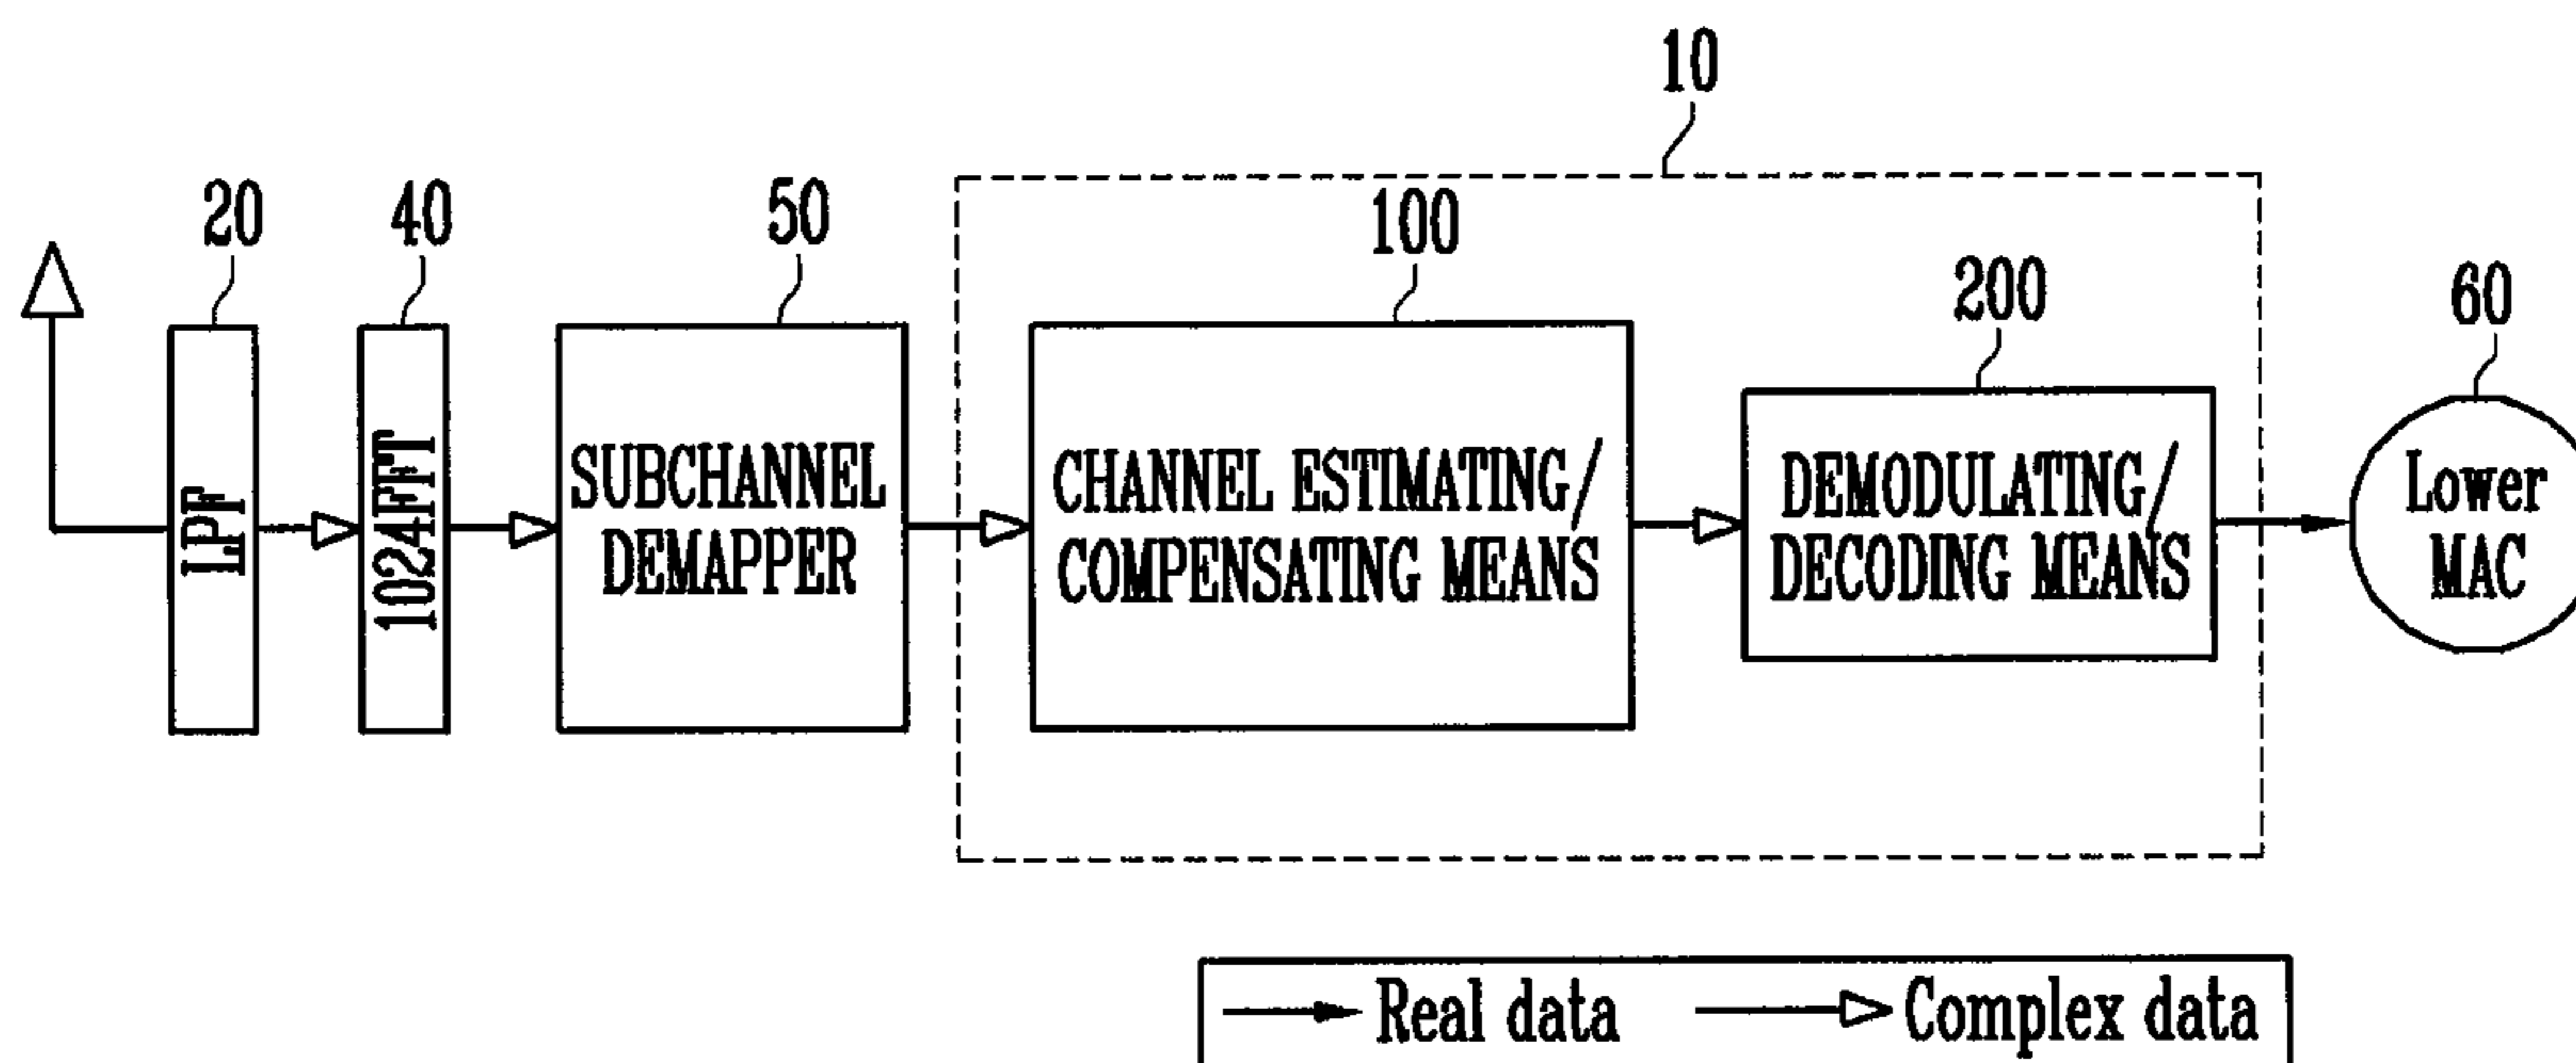 10
20
40
50
100
200
60
LPF
1024FFT
SUBCHANNEL
DEMAPPER
CHANNEL ESTIMATING/
COMPENSATING MEANS
DEMODULATING/
DECODING MEANS
Lower
MAC
Real data
Complex data